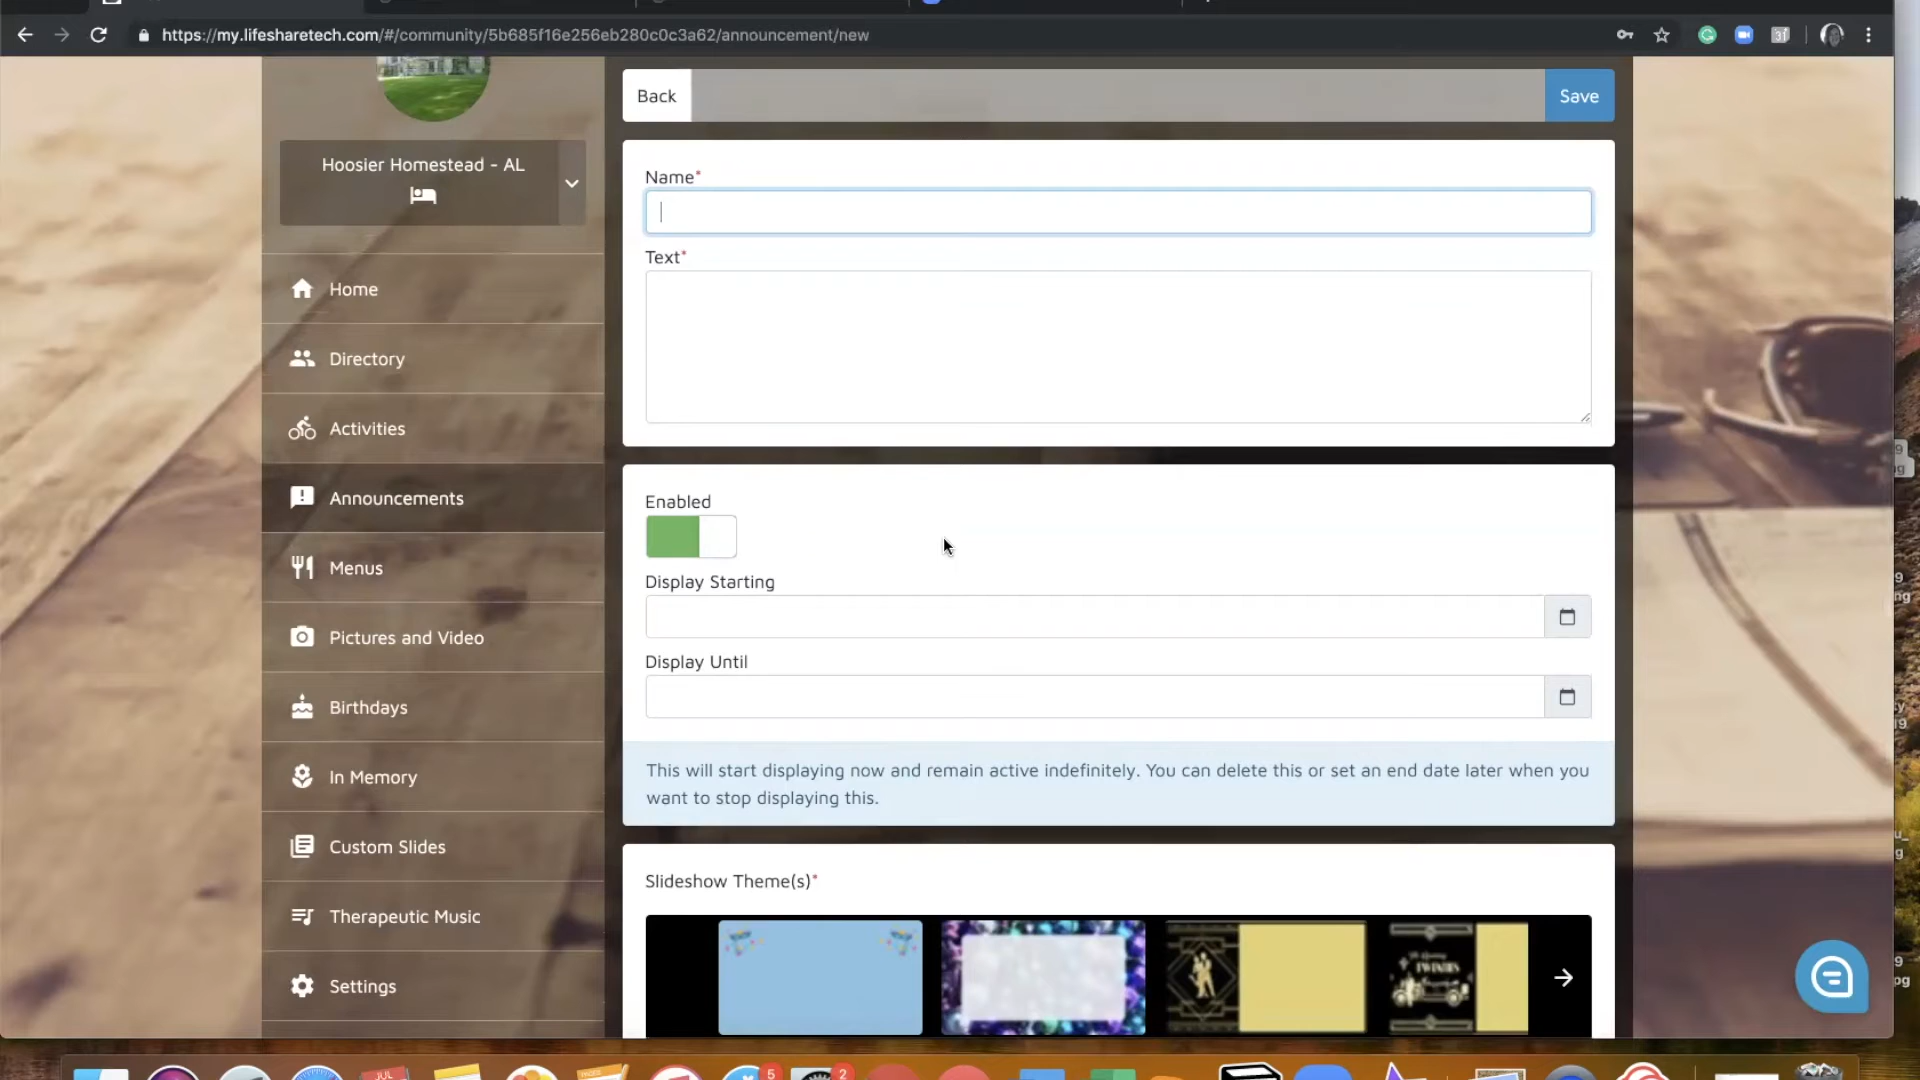 https://my.lifesharetech.com/#/community/5b685f16e256eb280c0c3a62/announcement/new
Back
Save
Hoosier Homestead - AL
Home
Directory
Activities
Announcements
Menus
Pictures and Video
Birthdays
In Memory
Custom Slides
Therapeutic Music
Settings
Name*
Text*
Enabled
Display Starting
Display Until
This will start displaying now and remain active indefinitely. You can delete this or set an end date later when you
want to stop displaying this.
Slideshow Theme(s)*
JUL
5
2